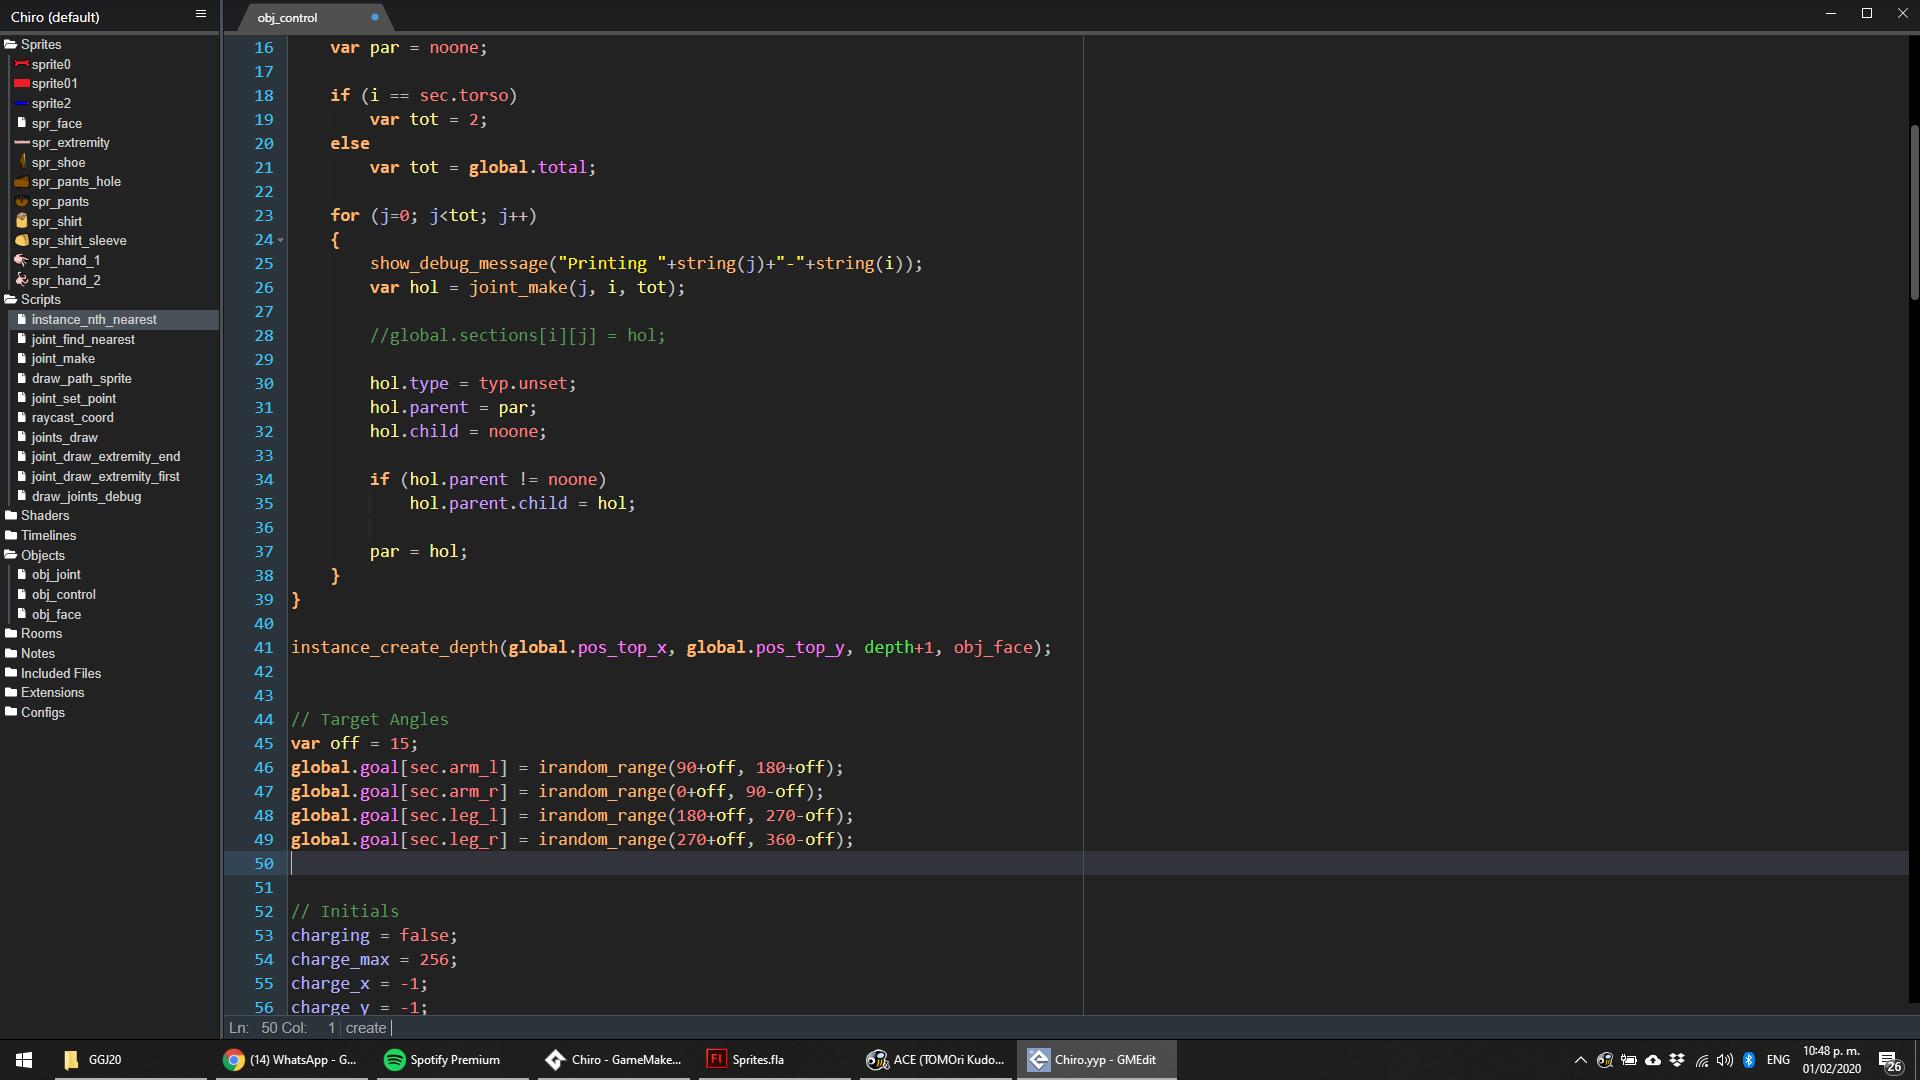 Chiro (default)
obj_control
Sprites
sprite0
sprite01
sprite2
spr_face
spr_extremity
spr_shoe
spr_pants_hole
spr_pants
spr_shirt
spr_shirt_sleeve
spr_hand_1
spr_hand_2
Scripts
instance_nth_nearest
joint_find_nearest
joint_make
draw_path_sprite
joint_set_point
raycast_coord
joints_draw
joint_draw_extremity_end
joint_draw_extremity_first
draw_joints_debug
Shaders
Timelines
Objects
obj_joint
obj_control
obj_face
Rooms
Notes
Included Files
Extensions
Configs
16 var par = noone;
17
18 if (i == sec.torso)
19 var tot = 2;
20 else
21 var tot = global.total;
22
23 for (j=0; j<tot; j++)
24 {
25 show_debug_message("Printing "+string(j)+"-"+string(i));
26 var hol = joint_make(j, i, tot);
27
28 //global.sections[i][j] = hol;
29
30 hol.type = typ.unset;
31 hol.parent = par;
32 hol.child = noone;
33
34 if (hol.parent != noone)
35 hol.parent.child = hol;
36
37 par = hol;
38 }
39 }
40
41 instance_create_depth(global.pos_top_x, global.pos_top_y, depth+1, obj_face);
42
43
44 // Target Angles
45 var off = 15;
46 global.goal[sec.arm_l] = irandom_range(90+off, 180+off);
47 global.goal[sec.arm_r] = irandom_range(0+off, 90-off);
48 global.goal[sec.leg_l] = irandom_range(180+off, 270-off);
49 global.goal[sec.leg_r] = irandom_range(270+off, 360-off);
50
51
52 // Initials
53 charging = false;
54 charge_max = 256;
55 charge_x = -1;
56 charge_y = -1;
Ln: 50 Col: 1 create
GGJ20
(14) WhatsApp - G...
Spotify Premium
Chiro - GameMake...
Fl Sprites.fla
ACE (TOMOri Kudo...
Chiro.yyp - GMEdit
ENG
10:48 p. m.
01/02/2020
26